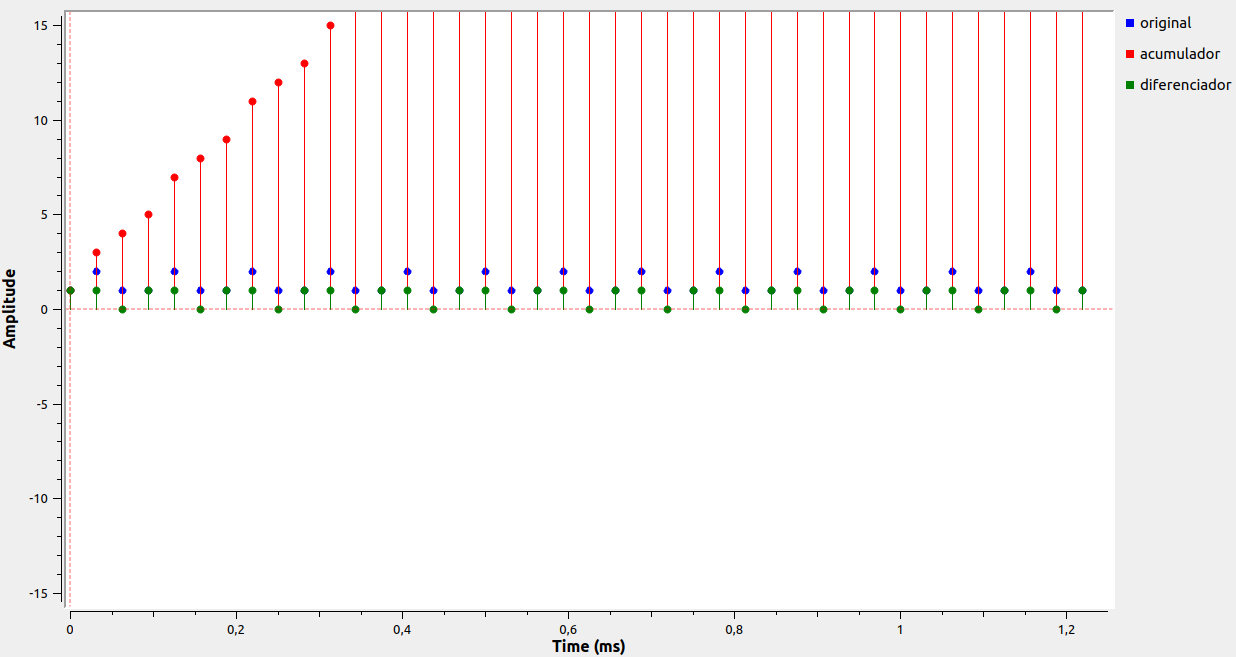 original
acumulador
diferenciador
15
10
5
0
-5
-10
-15
Amplitude
0
0,2
0,4
0,6
0,8
1
1,2
Time (ms)